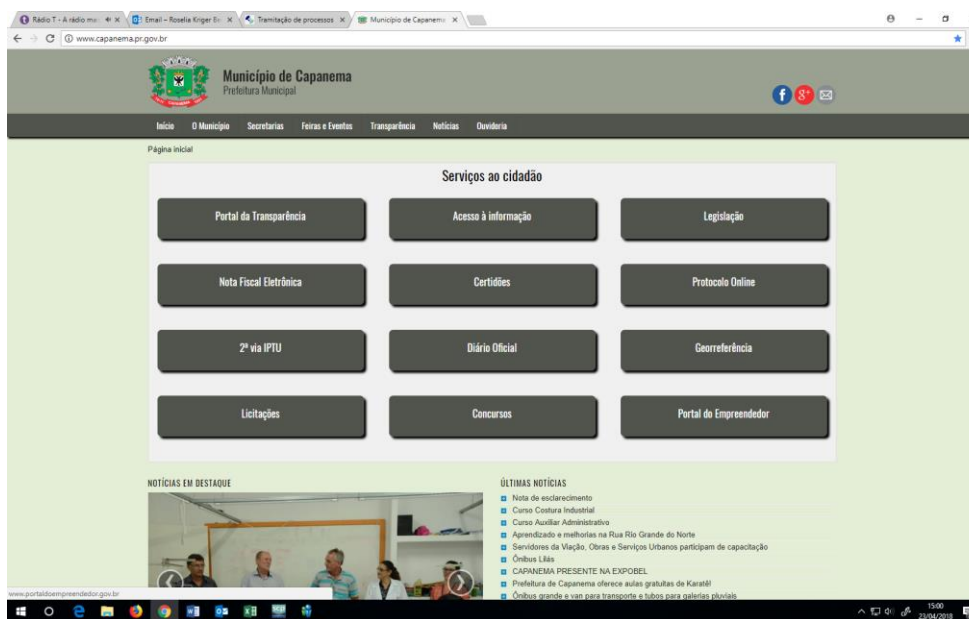 Rádio T - A rádio ma
Email – Roselia Kriger Be
Tramitação de processos
Município de Capanema
www.capanema.pr.gov.br
Município de Capanema
Prefeitura Municipal
Início O Município Secretarias Feiras e Eventos Transparência Notícias Ouvidoria
Página inicial
Serviços ao cidadão
Portal da Transparência Acesso à informação Legislação
Nota Fiscal Eletrônica Certidões Protocolo Online
2ª via IPTU Diário Oficial Georreferência
Licitações Concursos Portal do Empreendedor
NOTÍCIAS EM DESTAQUE
ÚLTIMAS NOTÍCIAS
Nota de esclarecimento
Curso Costura Industrial
Curso Auxiliar Administrativo
Aprendizado e melhorias na Rua Rio Grande do Norte
Servidores da Viação, Obras e Serviços Urbanos participam de capacitação
Ônibus Lilás
CAPANEMA PRESENTE NA EXPOBEL
Prefeitura de Capanema oferece aulas gratuitas de Karatê!
Ônibus grande e van para transporte e tubos para galerias pluviais
www.portaldoempreendedor.gov.br
15:00
23/04/2018